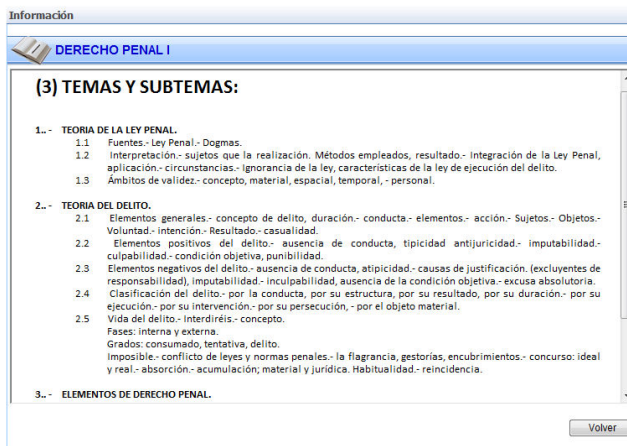 Información
DERECHO PENAL I
(3) TEMAS Y SUBTEMAS:
1.. - TEORIA DE LA LEY PENAL.
1.1 Fuentes.- Ley Penal.- Dogmas.
1.2 Interpretación.- sujetos que la realización. Métodos empleados, resultado.- Integración de la Ley Penal,
aplicación.- circunstancias.- Ignorancia de la ley, características de la ley de ejecución del delito.
1.3 Ámbitos de validez.- concepto, material, espacial, temporal, - personal.
2.. - TEORIA DEL DELITO.
2.1 Elementos generales.- concepto de delito, duración.- conducta.- elementos.- acción.- Sujetos.- Objetos.-
Voluntad.- intención.- Resultado.- casualidad.
2.2 Elementos positivos del delito.- ausencia de conducta, tipicidad antijuricidad.- imputabilidad.-
culpabilidad.- condición objetiva, punibilidad.
2.3 Elementos negativos del delito.- ausencia de conducta, atipicidad.- causas de justificación. (excluyentes de
responsabilidad), imputabilidad.- inculpabilidad, ausencia de la condición objetiva.- excusa absolutoria.
2.4 Clasificación del delito.- por la conducta, por su estructura, por su resultado, por su duración.- por su
ejecución.- por su intervención.- por su persecución, - por el objeto material.
2.5 Vida del delito.- Interdiréis.- concepto.
Fases: interna y externa.
Grados: consumado, tentativa, delito.
Imposible.- conflicto de leyes y normas penales.- la flagrancia, gestorías, encubrimientos.- concurso: ideal
y real.- absorción.- acumulación; material y jurídica. Habitualidad.- reincidencia.
3.. - ELEMENTOS DE DERECHO PENAL.
Volver